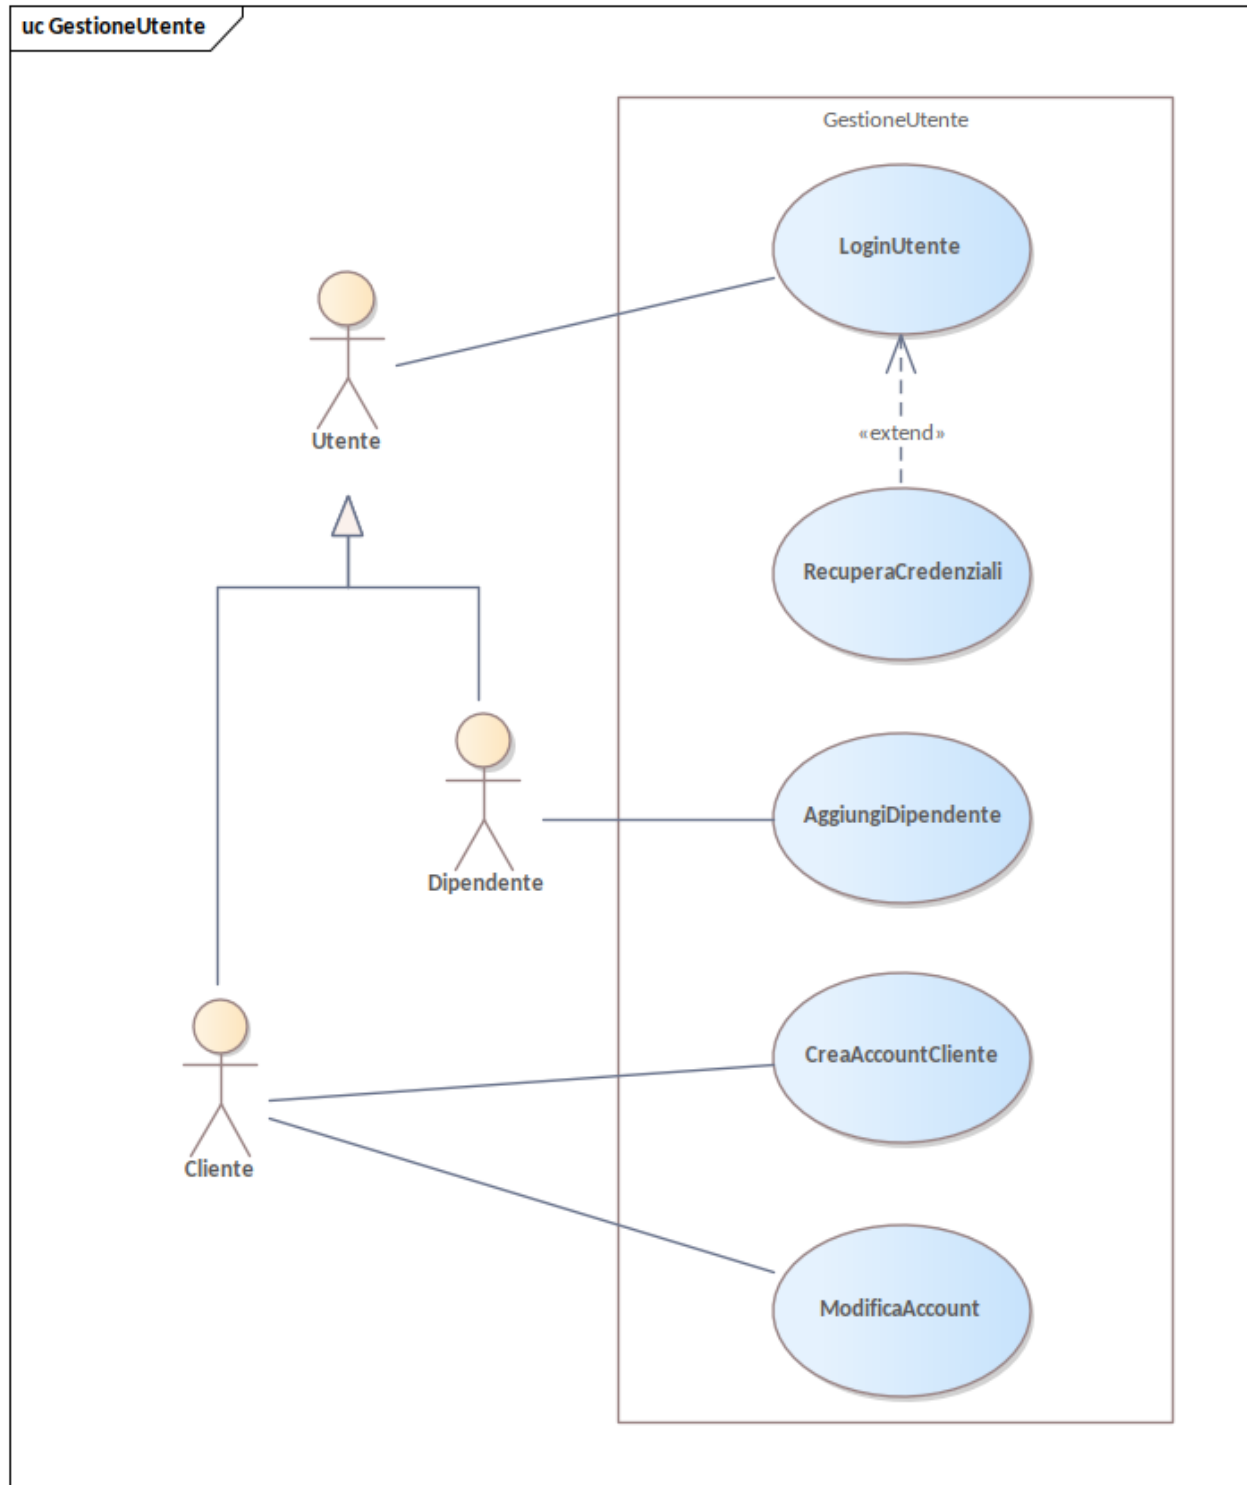 uc GestioneUtente
GestioneUtente
LoginUtente
Utente
«extend»
RecuperaCredenziali
AggiungiDipendente
Dipendente
CreaAccountCliente
Cliente
ModificaAccount